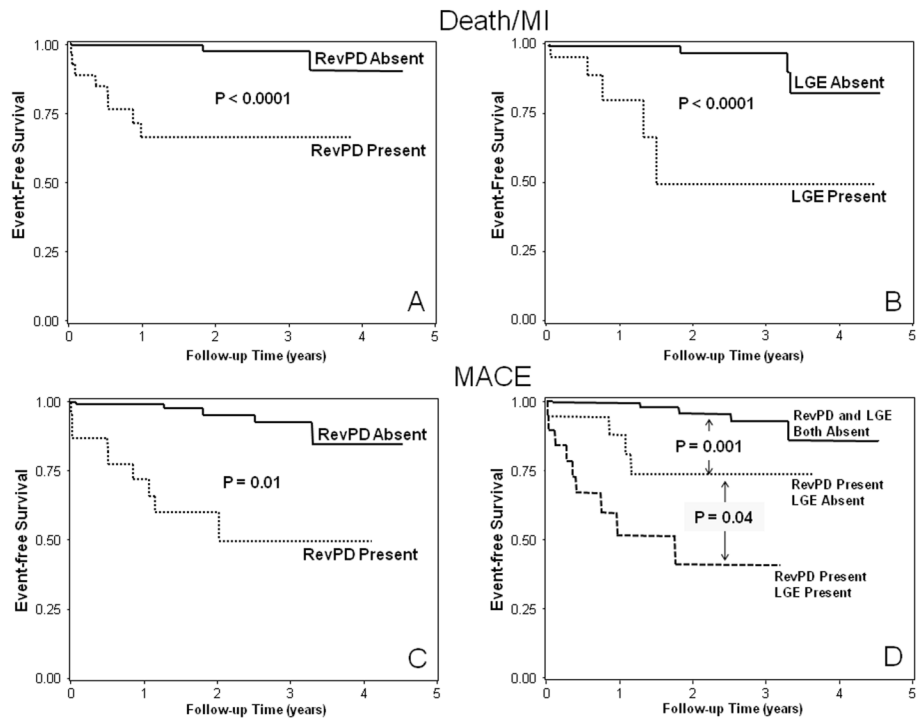 Death/MI
Event-Free Survival
1.00
0.75
0.50
0.25
0.00
RevPD Absent
P < 0.0001
RevPD Present
A
0 1 2 3 4 5
Follow-up Time (years)
Event-Free Survival
1.00
0.75
0.50
0.25
0.00
LGE Absent
P < 0.0001
LGE Present
B
0 1 2 3 4 5
Follow-up Time (years)
MACE
Event-free Survival
1.00
0.75
0.50
0.25
0.00
RevPD Absent
P = 0.01
RevPD Present
C
0 1 2 3 4 5
Follow-up Time (years)
Event-free Survival
1.00
0.75
0.50
0.25
0.00
RevPD and LGE
Both Absent
P = 0.001
RevPD Present
LGE Absent
P = 0.04
RevPD Present
LGE Present
D
0 1 2 3 4 5
Follow-up Time (years)